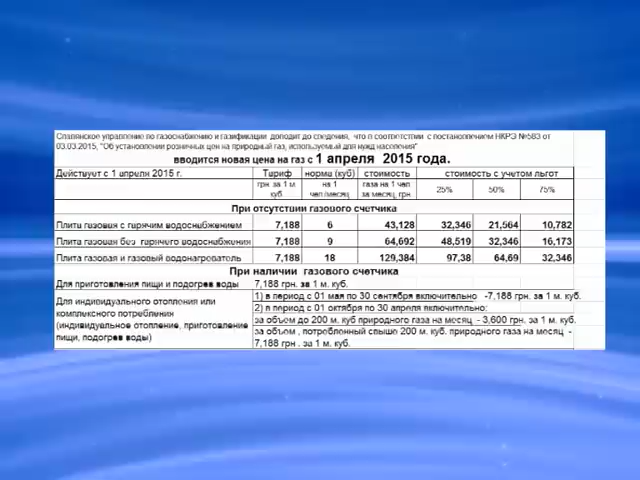 Славянское управление по газоснабжению и газификации доводит до сведения, что в соответствии с постановлением НКРЭ №583 от
03.03.2015, "Об установлении розничных цен на природный газ, используемый для нужд населения"
вводится новая цена на газ с 1 апреля 2015 года.
Действует с 1 апреля 2015 г. Тариф норма (куб) стоимость стоимость с учетом льгот
грн. за 1 м. куб. на 1 чел/месяц газа на 1 чел. за месяц, грн. 25% 50% 75%
При отсутствии газового счетчика
Плита газовая с гарячим водоснабжением 7,188 6 43,128 32,346 21,564 10,782
Плита газовая без гарячего водоснабжения 7,188 9 64,692 48,519 32,346 16,173
Плита газовая и газовый водонагреватель 7,188 18 129,384 97,38 64,69 32,346
При наличии газового счетчика
Для приготовления пищи и подогрев воды 7,188 грн. за 1 м. куб.
Для индивидуального отопления или
комплексного потребления
(индивидуальное отопление, приготовление
пищи, подогрев воды)
1) в период с 01 мая по 30 сентября включительно -7,188 грн. за 1 м. куб.
2) в период с 01 октября по 30 апреля включительно:
за объем до 200 м. куб природного газа на месяц - 3,600 грн. за 1 м. куб.
за объем , потребленный свыше 200 м. куб. природного газа на месяц -
7,188 грн . за 1 м. куб.